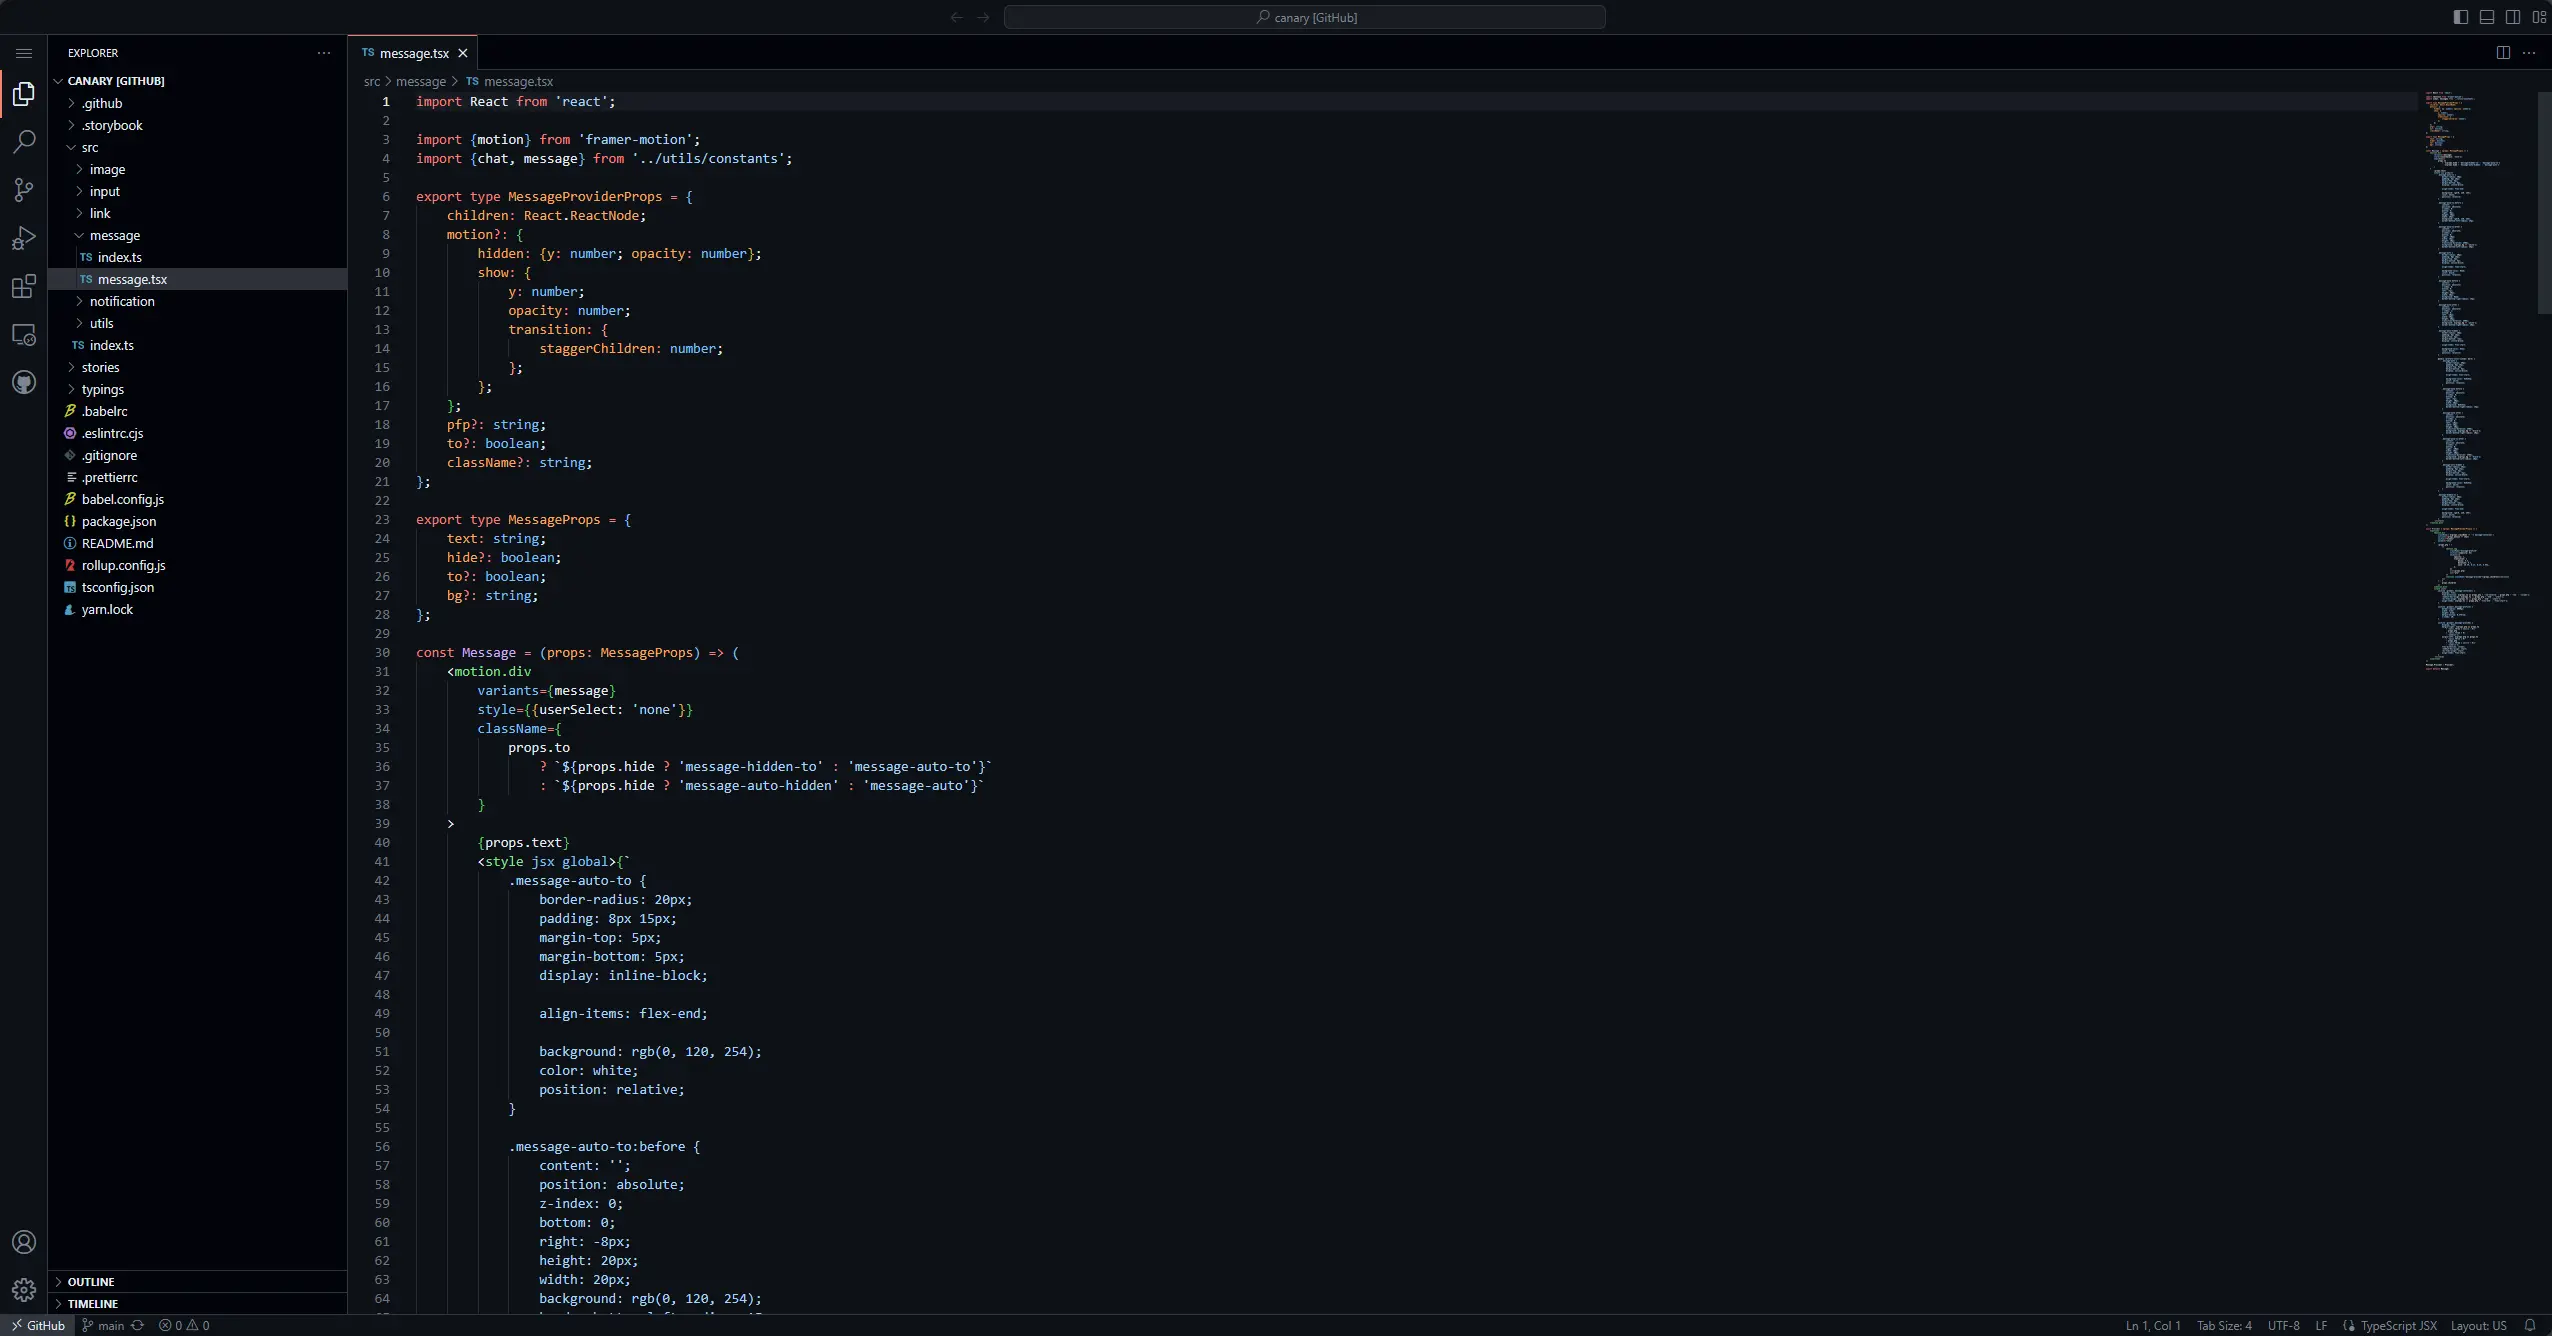 canary [GitHub]
EXPLORER
CANARY [GITHUB]
.github
.storybook
src
image
input
link
message
TS index.ts
TS message.tsx
notification
utils
TS index.ts
stories
typings
.babelrc
.eslintrc.cjs
.gitignore
.prettierrc
babel.config.js
package.json
README.md
rollup.config.js
tsconfig.json
yarn.lock
OUTLINE
TIMELINE
TS message.tsx
src > message > TS message.tsx
1 import React from 'react';
2
3 import {motion} from 'framer-motion';
4 import {chat, message} from '../utils/constants';
5
6 export type MessageProviderProps = {
7 children: React.ReactNode;
8 motion?: {
9 hidden: {y: number; opacity: number};
10 show: {
11 y: number;
12 opacity: number;
13 transition: {
14 staggerChildren: number;
15 };
16 };
17 };
18 pfp?: string;
19 to?: boolean;
20 className?: string;
21 };
22
23 export type MessageProps = {
24 text: string;
25 hide?: boolean;
26 to?: boolean;
27 bg?: string;
28 };
29
30 const Message = (props: MessageProps) => (
31 <motion.div
32 variants={message}
33 style={{userSelect: 'none'}}
34 className={
35 props.to
36 ? `${props.hide ? 'message-hidden-to' : 'message-auto-to'}`
37 : `${props.hide ? 'message-auto-hidden' : 'message-auto'}`
38 }
39 >
40 {props.text}
41 <style jsx global>{`
42 .message-auto-to {
43 border-radius: 20px;
44 padding: 8px 15px;
45 margin-top: 5px;
46 margin-bottom: 5px;
47 display: inline-block;
48
49 align-items: flex-end;
50
51 background: rgb(0, 120, 254);
52 color: white;
53 position: relative;
54 }
55
56 .message-auto-to:before {
57 content: '';
58 position: absolute;
59 z-index: 0;
60 bottom: 0;
61 right: -8px;
62 height: 20px;
63 width: 20px;
64 background: rgb(0, 120, 254);
GitHub main 0 0 Ln 1, Col 1 Tab Size: 4 UTF-8 LF TypeScript JSX Layout: US